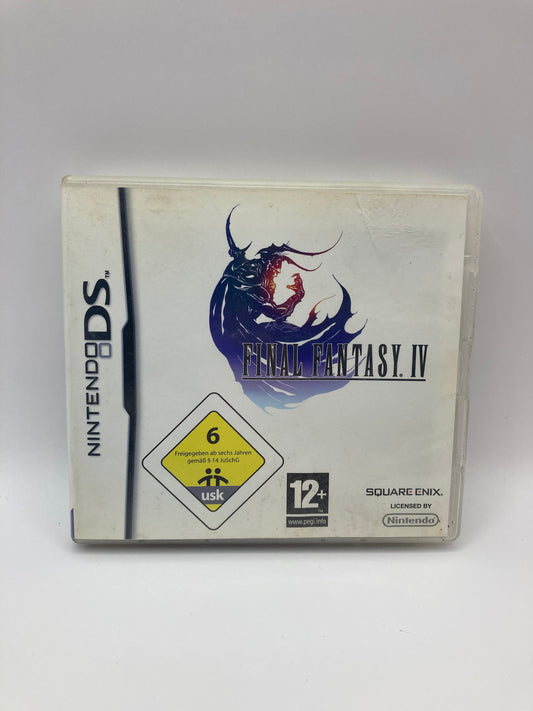 NINTENDO DS™
FINAL FANTASY IV
6
Freigegeben ab sechs Jahren
gemäß § 14 JuSchG
usk
12+
www.pegi.info
SQUARE ENIX.
LICENSED BY
Nintendo